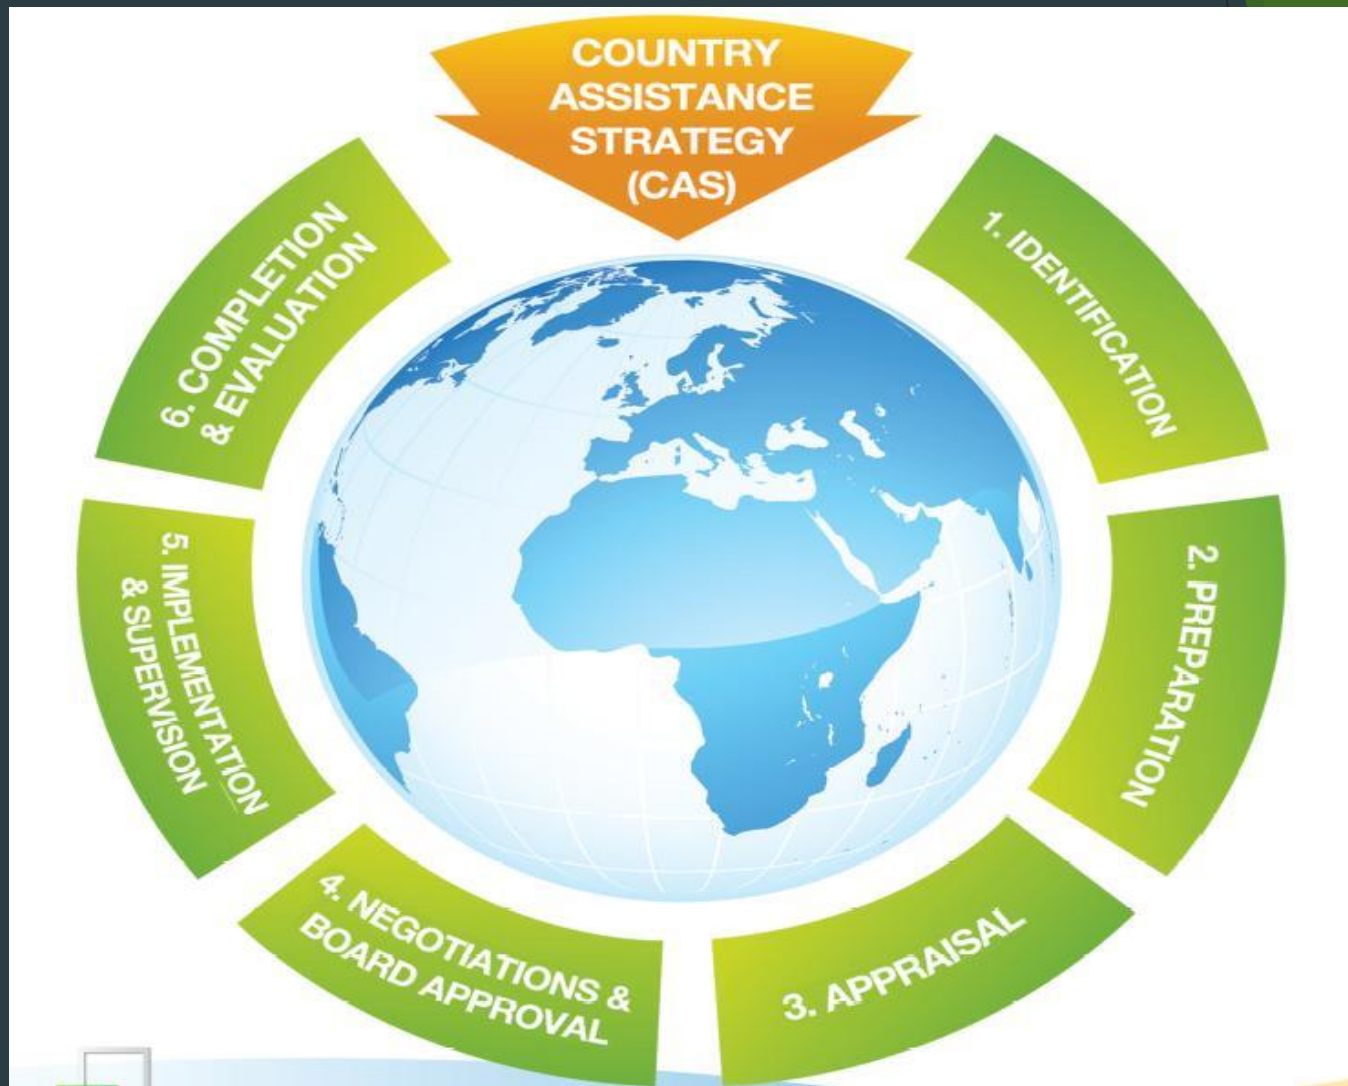 COUNTRY
ASSISTANCE
STRATEGY
(CAS)
1. IDENTIFICATION
2. PREPARATION
3. APPRAISAL
4. NEGOTIATIONS &
BOARD APPROVAL
5. IMPLEMENTATION
& SUPERVISION
6. COMPLETION
& EVALUATION